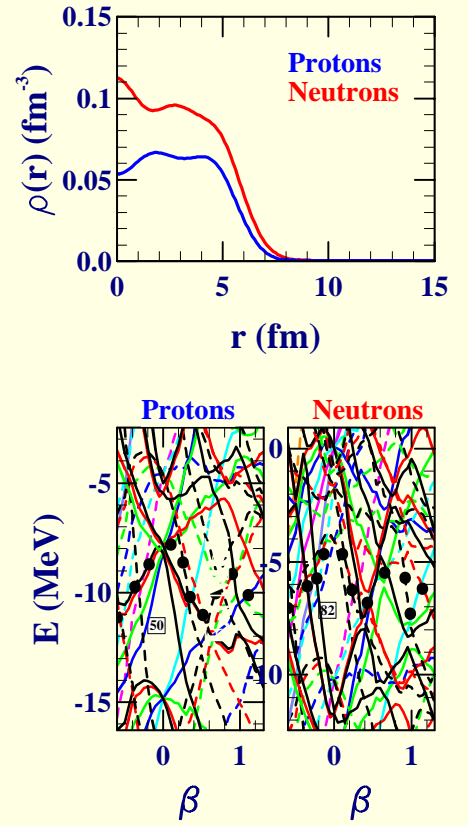 0.15
0.1
0.05
0.0
ρ(r) (fm-3)
Protons
Neutrons
0 5 10 15
r (fm)
Protons Neutrons
-5
-10
-15
E (MeV)
50
0
-5
-10
82
0 1 0 1
β β